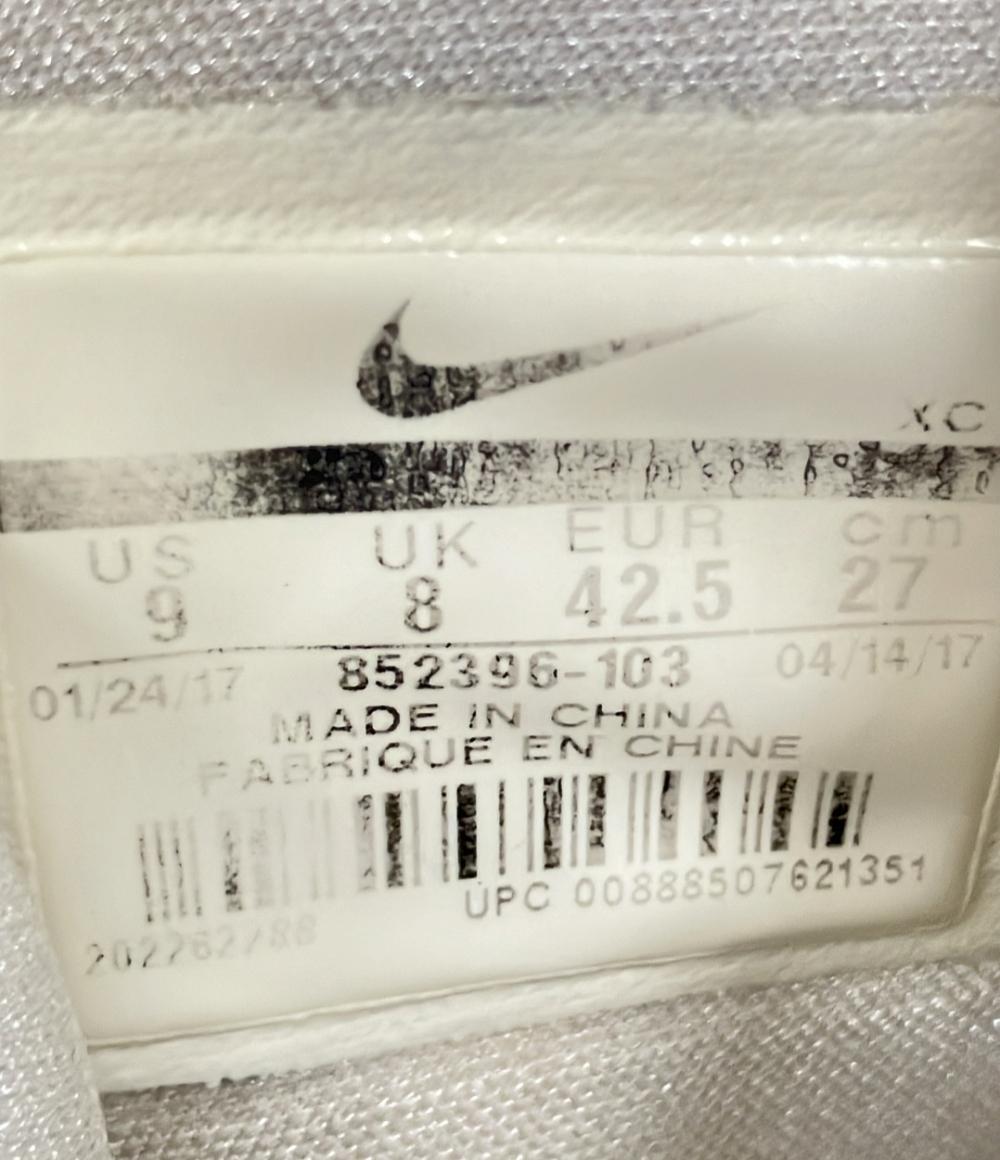 XC
US UK EUR cm
9 8 42.5 27
01/24/17 852396-103 04/14/17
MADE IN CHINA
FABRIQUE EN CHINE
UPC 00888507621351